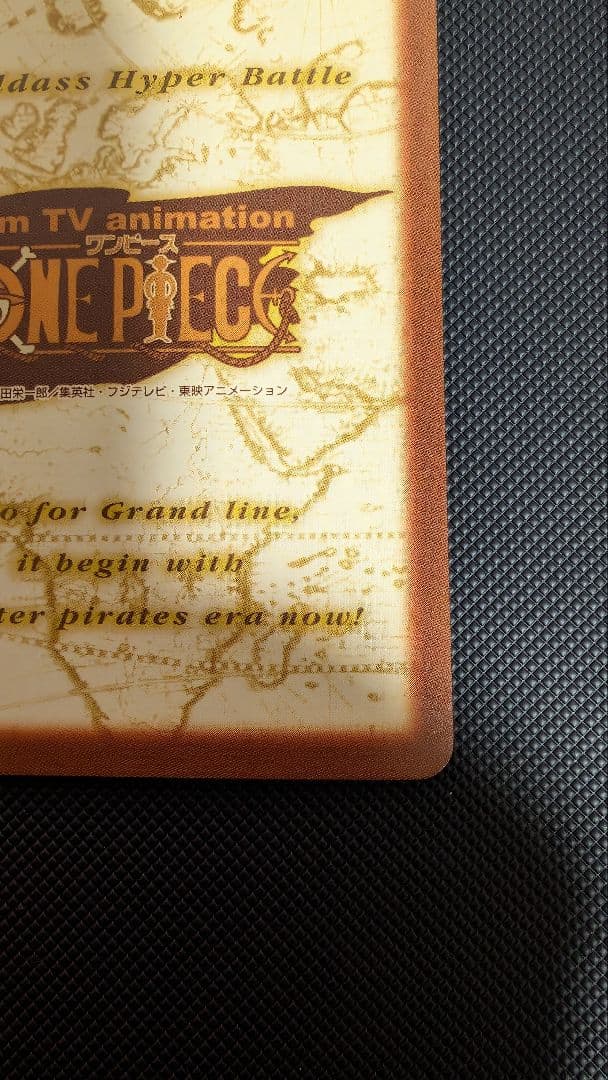 ldass Hyper Battle
m TV animation
ワンピース
ONE PIECE
田栄一郎／集英社・フジテレビ・東映アニメーション
o for Grand line,
it begin with
ter pirates era now!